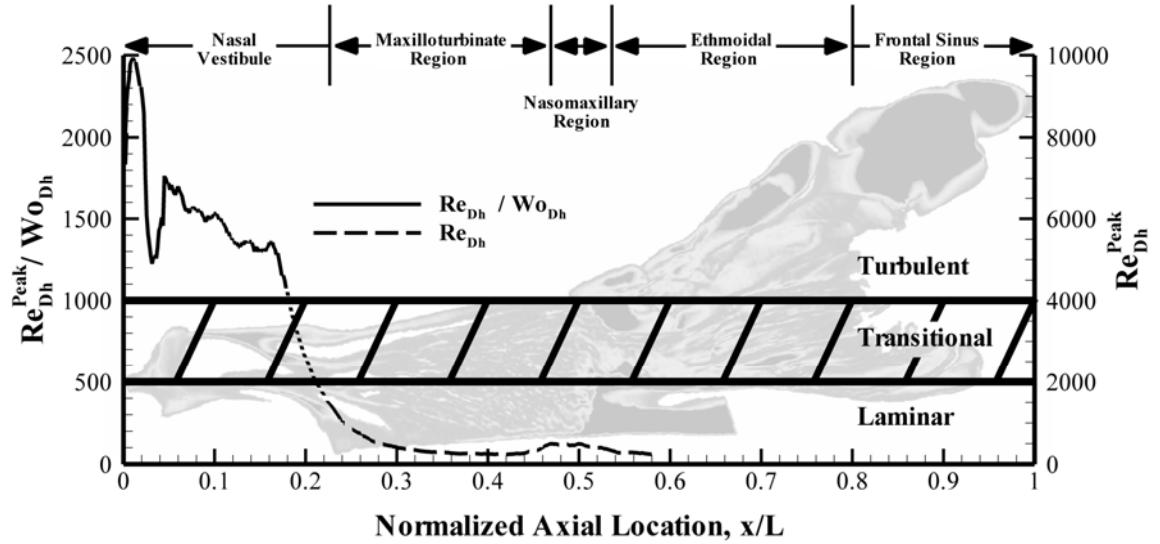 Nasal
Vestibule
Maxilloturbinate
Region
Nasomaxillary
Region
Ethmoidal
Region
Frontal Sinus
Region
2500
2000
1500
1000
500
0
Re_Dh^Peak / Wo_Dh
10000
8000
6000
4000
2000
0
Re_Dh^Peak
Re_Dh / Wo_Dh
Re_Dh
Turbulent
Transitional
Laminar
0 0.1 0.2 0.3 0.4 0.5 0.6 0.7 0.8 0.9 1
Normalized Axial Location, x/L